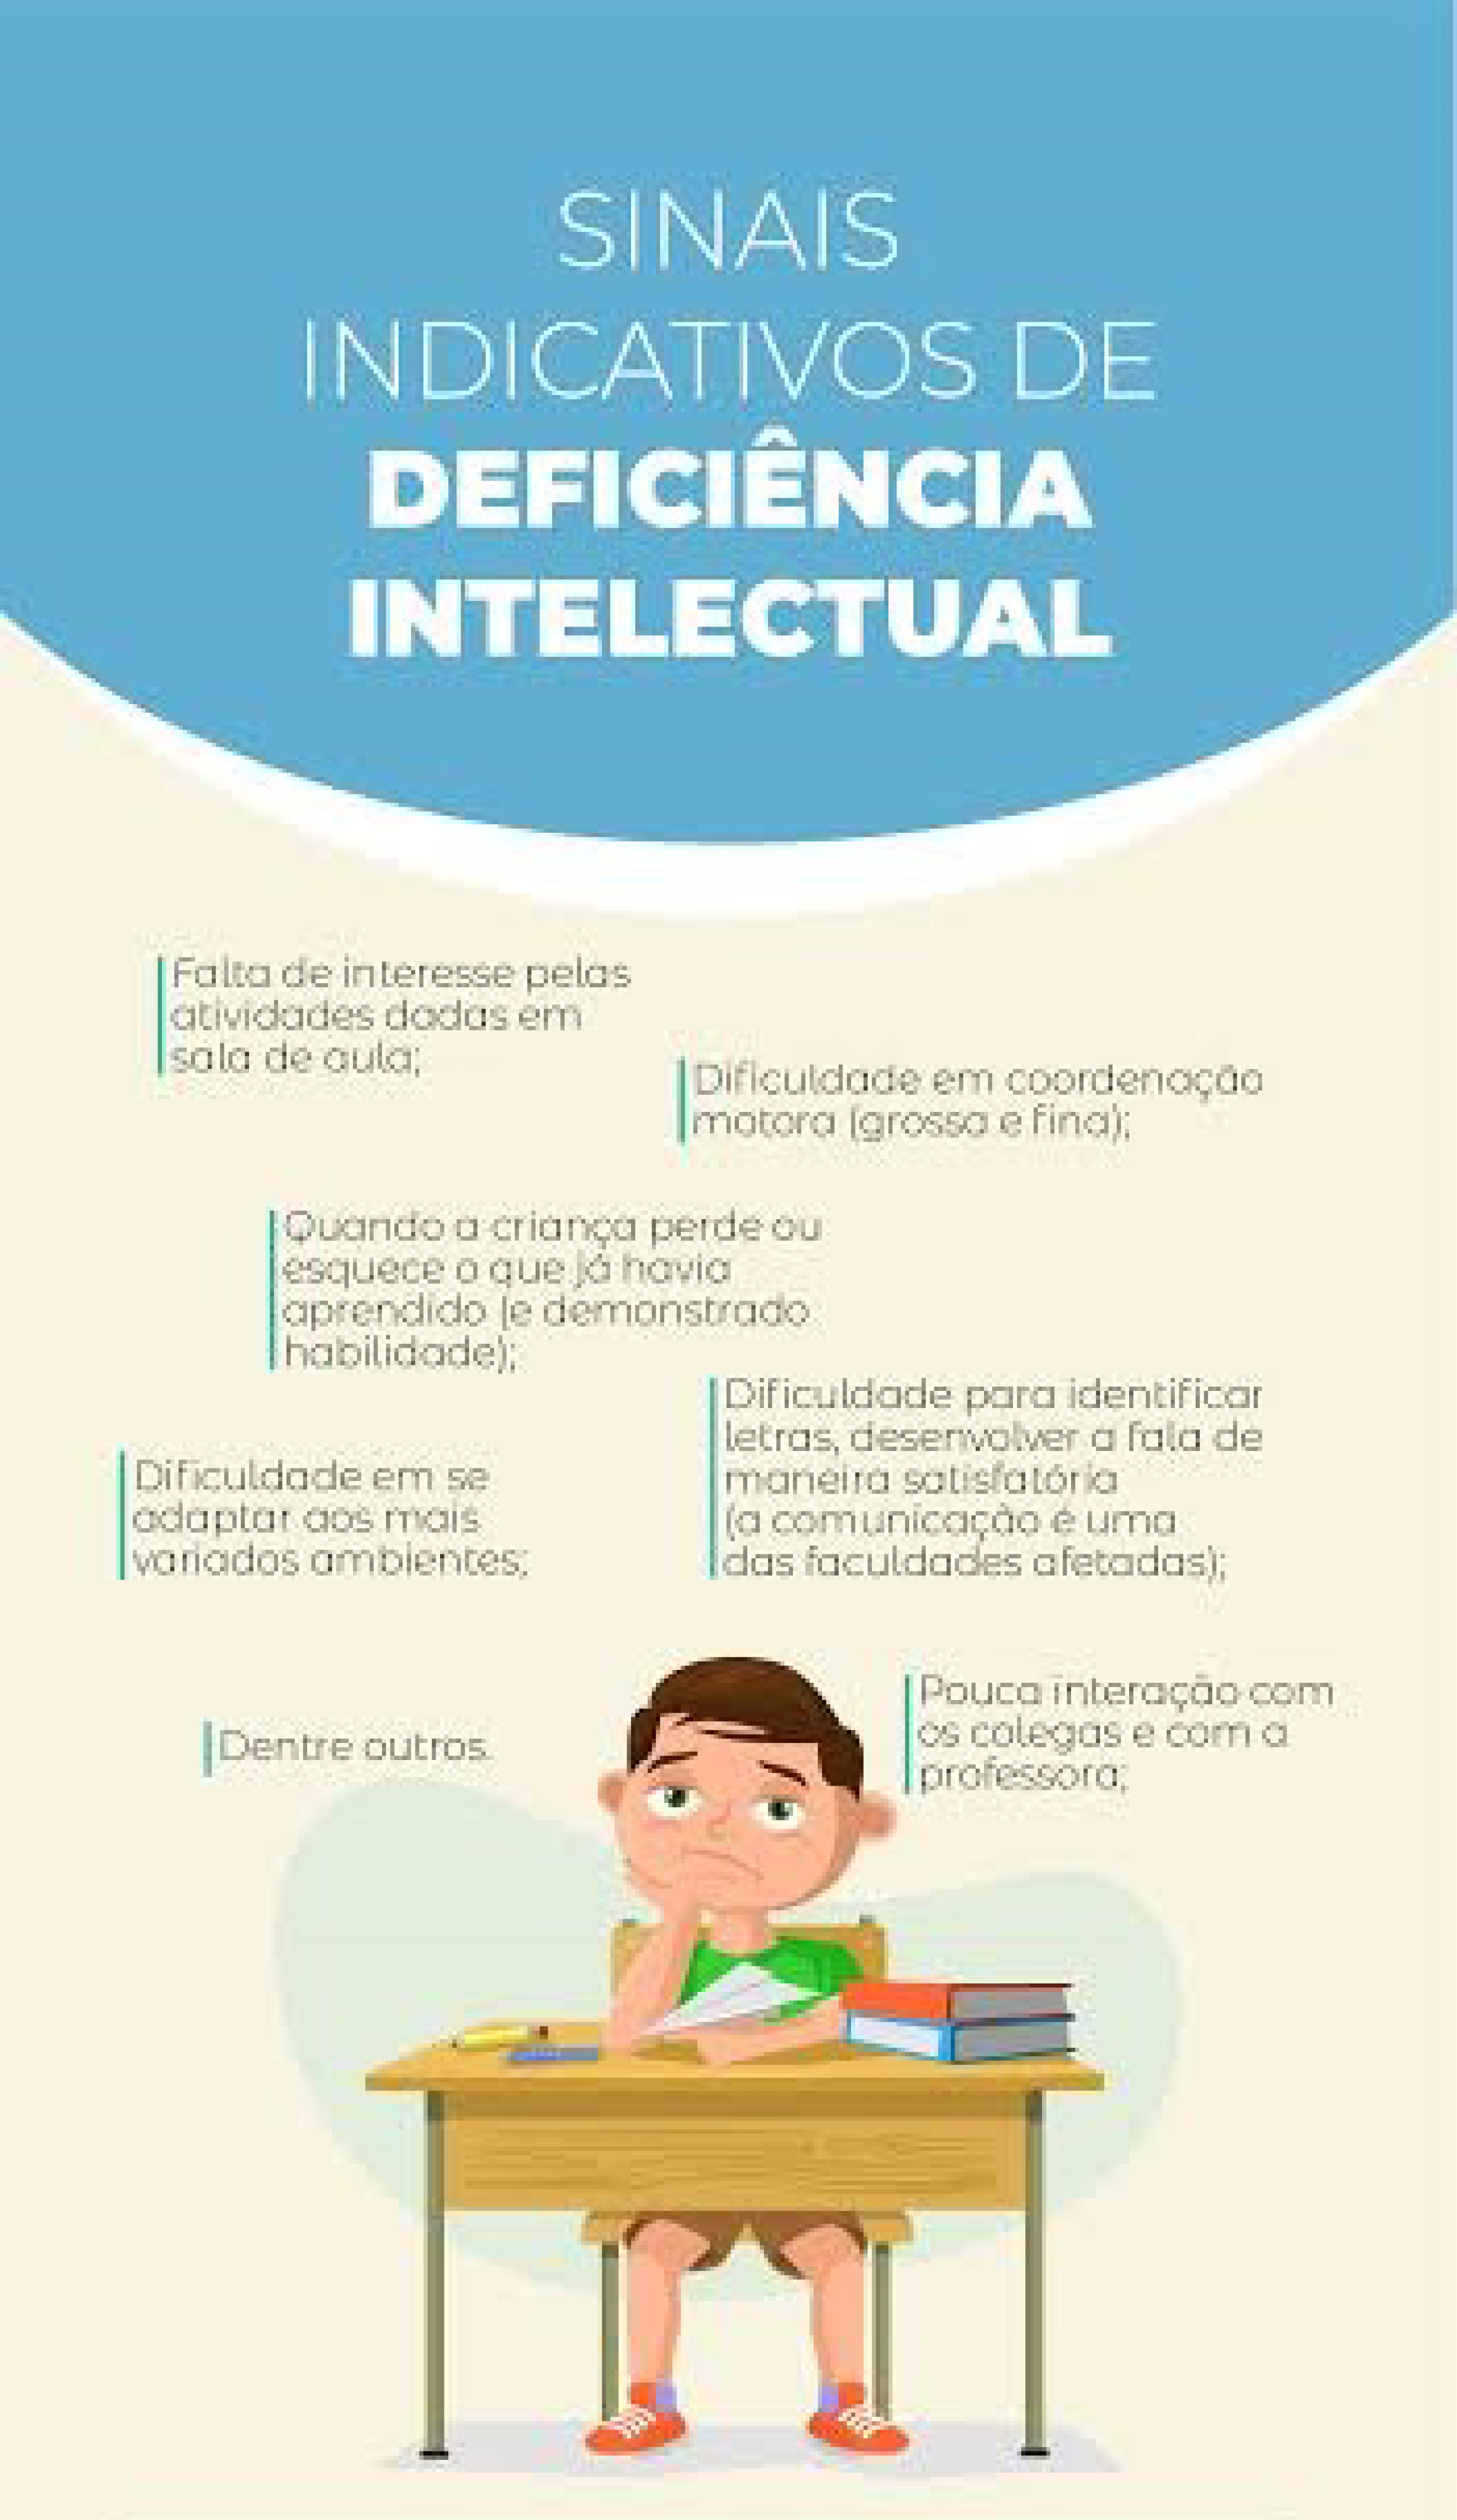 SINAIS
INDICATIVOS DE
DEFICIÊNCIA
INTELECTUAL
Falta de interesse pelas
atividades dadas em
sala de aula;
Dificuldade em coordenação
motora (grossa e fina);
Quando a criança perde ou
esquece o que já havia
aprendido (e demonstrado
habilidade);
Dificuldade para identificar
letras, desenvolver a fala de
maneira satisfatória
(a comunicação é uma
das faculdades afetadas);
Dificuldade em se
adaptar aos mais
variados ambientes;
Pouca interação com
os colegas e com a
professora;
Dentre outros.